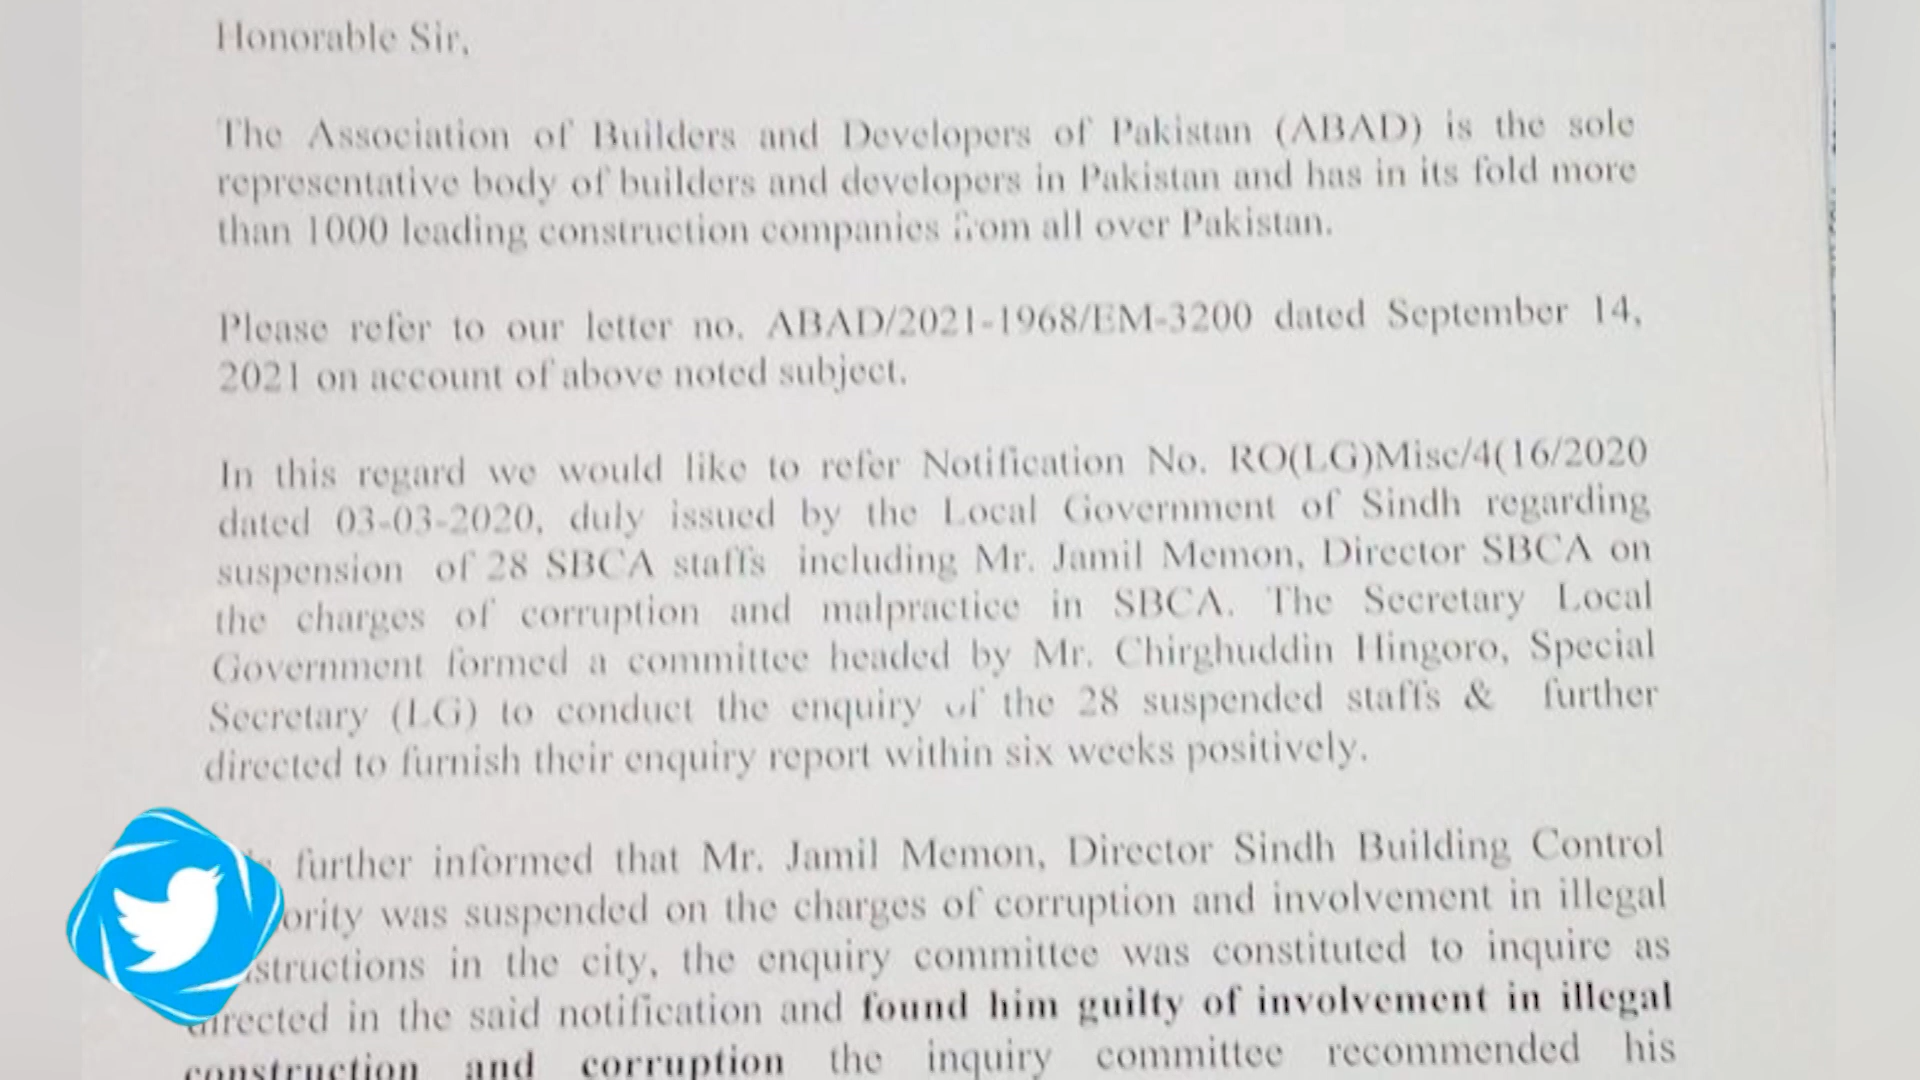 Honorable Sir,
The Association of Builders and Developers of Pakistan (ABAD) is the sole
representative body of builders and developers in Pakistan and has in its fold more
than 1000 leading construction companies from all over Pakistan.
Please refer to our letter no. ABAD/2021-1968/EM-3200 dated September 14,
2021 on account of above noted subject.
In this regard we would like to refer Notification No. RO(LG)Misc/4(16/2020
dated 03-03-2020, duly issued by the Local Government of Sindh regarding
suspension of 28 SBCA staffs including Mr. Jamil Memon, Director SBCA on
the charges of corruption and malpractice in SBCA. The Secretary Local
Government formed a committee headed by Mr. Chirghuddin Hingoro, Special
Secretary (LG) to conduct the enquiry of the 28 suspended staffs & further
directed to furnish their enquiry report within six weeks positively.
further informed that Mr. Jamil Memon, Director Sindh Building Control
ority was suspended on the charges of corruption and involvement in illegal
structions in the city, the enquiry committee was constituted to inquire as
directed in the said notification and found him guilty of involvement in illegal
construction and corruption the inquiry committee recommended his